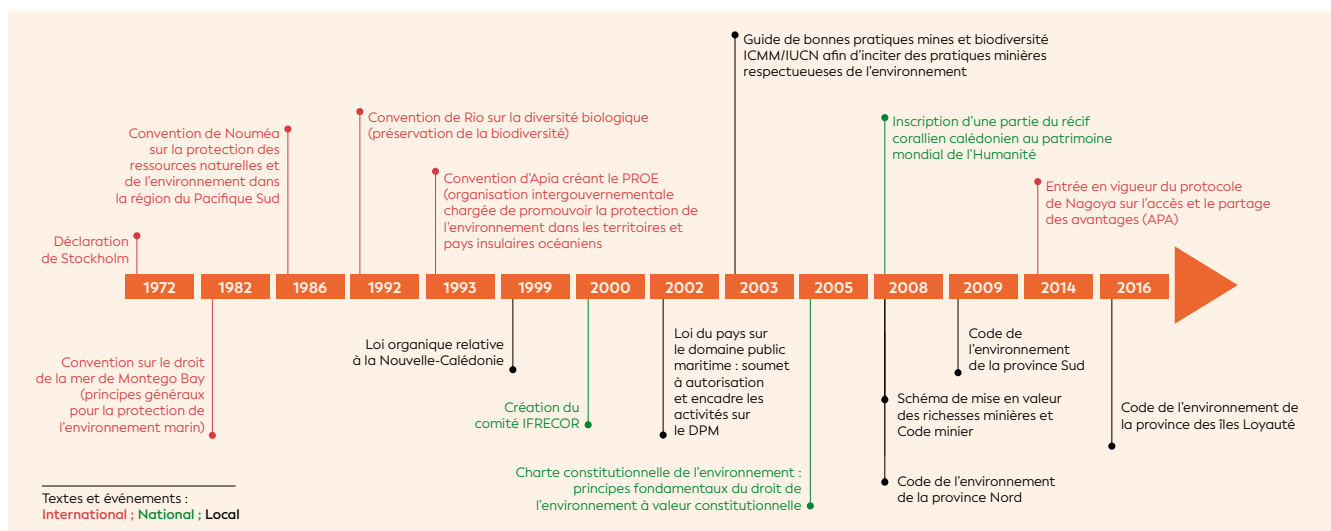 Guide de bonnes pratiques mines et biodiversité
ICMM/IUCN afin d'inciter des pratiques minières
respectueueses de l'environnement
Convention de Rio sur la diversité biologique
(préservation de la biodiversité)
Inscription d'une partie du récif
corallien calédonien au patrimoine
mondial de l'Humanité
Convention de Nouméa
sur la protection des
ressources naturelles et
de l'environnement dans
la région du Pacifique Sud
Convention d'Apia créant le PROE
(organisation intergouvernementale
chargée de promouvoir la protection de
l'environnement dans les territoires et
pays insulaires océaniens
Entrée en vigueur du protocole
de Nagoya sur l'accès et le partage
des avantages (APA)
Déclaration
de Stockholm
1972 1982 1986 1992 1993 1999 2000 2002 2003 2005 2008 2009 2014 2016
Convention sur le droit
de la mer de Montego Bay
(principes généraux
pour la protection de
l'environnement marin)
Loi organique relative
à la Nouvelle-Calédonie
Création du
comité IFRECOR
Loi du pays sur
le domaine public
maritime : soumet
à autorisation
et encadre les
activités sur
le DPM
Charte constitutionnelle de l'environnement :
principes fondamentaux du droit de
l'environnement à valeur constitutionnelle
Code de
l'environnement
de la province Sud
Schéma de mise en valeur
des richesses minières et
Code minier
Code de l'environnement
de la province Nord
Code de l'environnement de
la province des îles Loyauté
Textes et événements :
International ; National ; Local